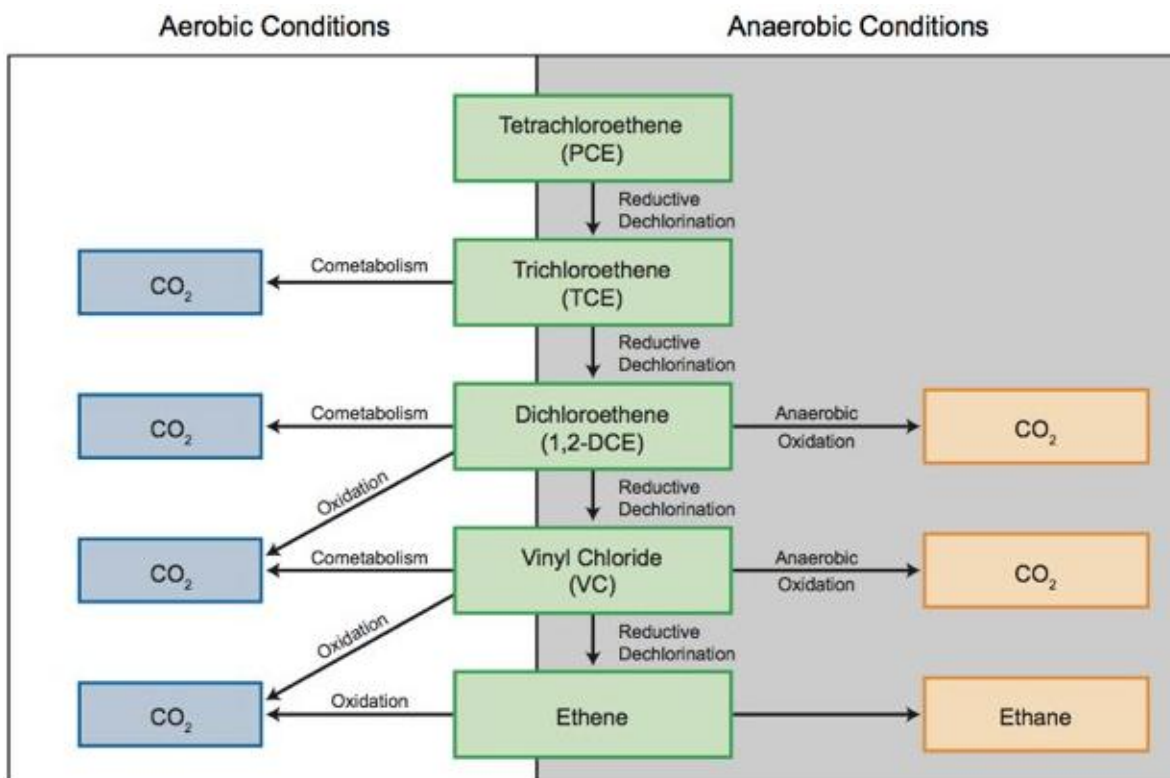 Aerobic Conditions
Anaerobic Conditions
Tetrachloroethene
(PCE)
Reductive
Dechlorination
Cometabolism
CO₂
Trichloroethene
(TCE)
Reductive
Dechlorination
Cometabolism
CO₂
Dichloroethene
(1,2-DCE)
Anaerobic
Oxidation
CO₂
Oxidation
Reductive
Dechlorination
Cometabolism
CO₂
Vinyl Chloride
(VC)
Anaerobic
Oxidation
CO₂
Oxidation
Reductive
Dechlorination
Oxidation
CO₂
Ethene
Ethane